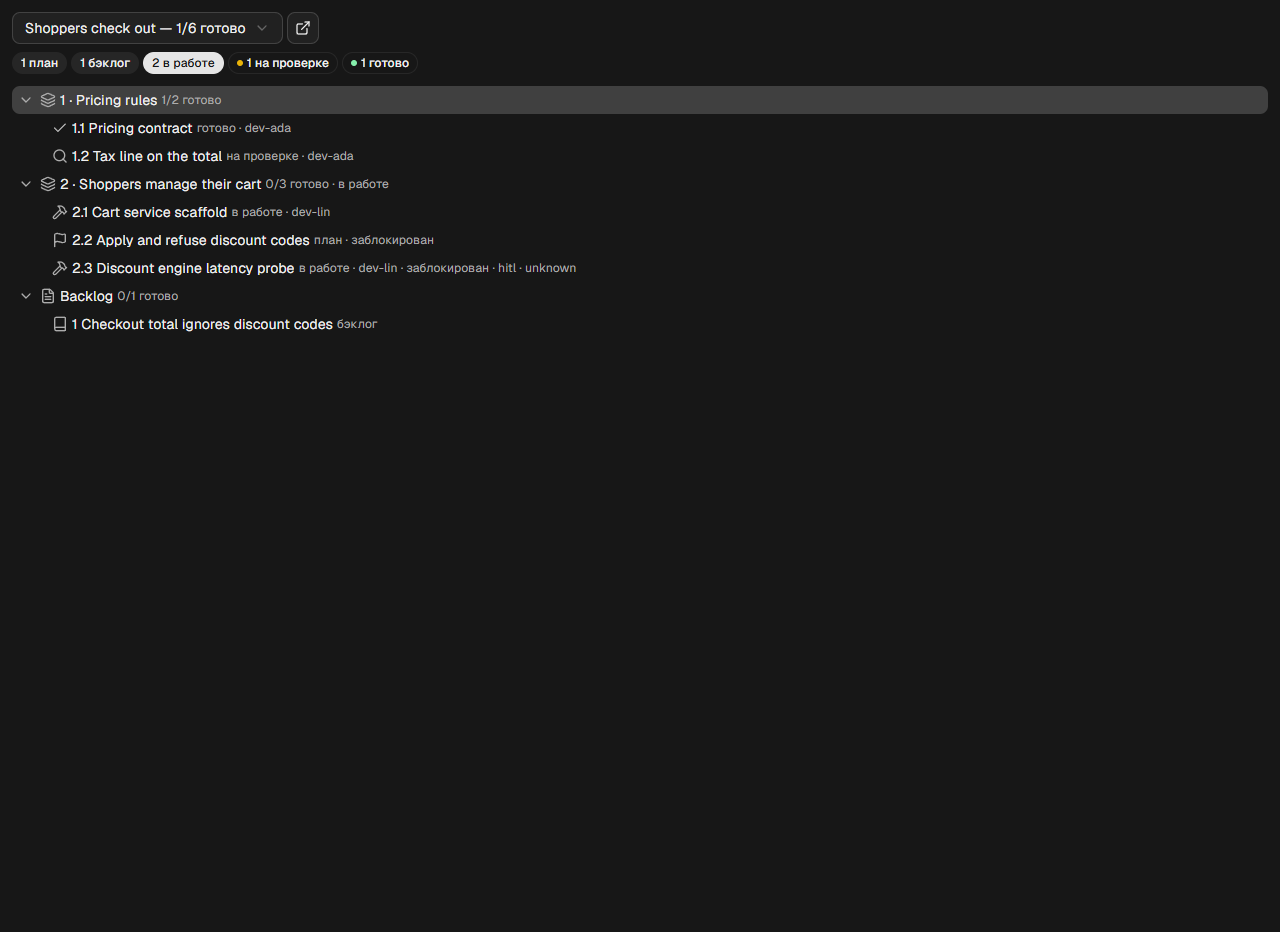 Shoppers check out — 1/6 готово
1 план 1 бэклог 2 в работе 1 на проверке 1 готово
1 · Pricing rules 1/2 готово
1.1 Pricing contract готово · dev-ada
1.2 Tax line on the total на проверке · dev-ada
2 · Shoppers manage their cart 0/3 готово · в работе
2.1 Cart service scaffold в работе · dev-lin
2.2 Apply and refuse discount codes план · заблокирован
2.3 Discount engine latency probe в работе · dev-lin · заблокирован · hitl · unknown
Backlog 0/1 готово
1 Checkout total ignores discount codes бэклог